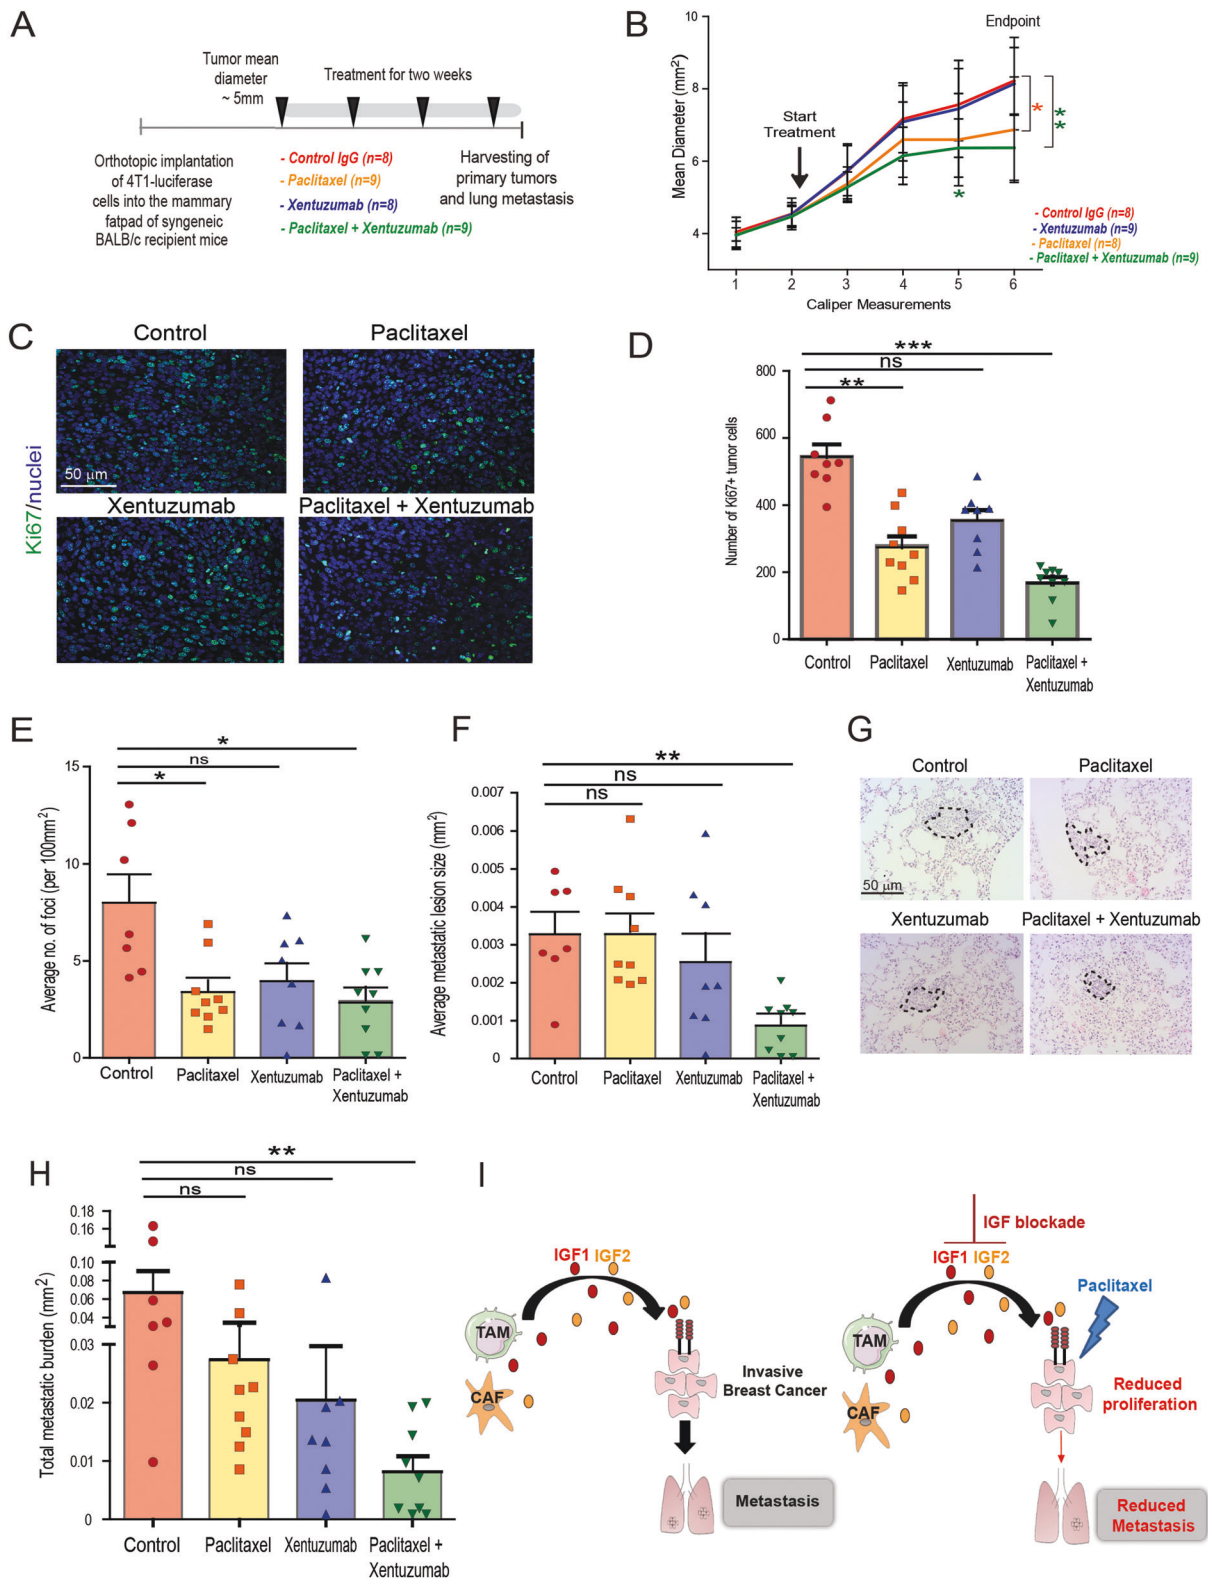 A
Tumor mean
diameter
~ 5mm
Treatment for two weeks
Orthotopic implantation
of 4T1-luciferase
cells into the mammary
fatpad of syngeneic
BALB/c recipient mice
- Control IgG (n=8)
- Paclitaxel (n=9)
- Xentuzumab (n=8)
- Paclitaxel + Xentuzumab (n=9)
Harvesting of
primary tumors
and lung metastasis
B
Mean Diameter (mm²)
10
8
6
4
Start
Treatment
Endpoint
*
**
*
1 2 3 4 5 6
Caliper Measurements
- Control IgG (n=8)
- Xentuzumab (n=9)
- Paclitaxel (n=8)
- Paclitaxel + Xentuzumab (n=9)
C
Ki67/nuclei
Control
Paclitaxel
50 µm
Xentuzumab
Paclitaxel + Xentuzumab
D
Number of Ki67+ tumor cells
***
ns
**
800
600
400
200
0
Control
Paclitaxel
Xentuzumab
Paclitaxel +
Xentuzumab
E
Average no. of foci (per 100mm²)
*
ns
*
15
10
5
0
Control
Paclitaxel
Xentuzumab
Paclitaxel +
Xentuzumab
F
Average metastatic lesion size (mm²)
**
ns
ns
0.007
0.006
0.005
0.004
0.003
0.002
0.001
0
Control
Paclitaxel
Xentuzumab
Paclitaxel +
Xentuzumab
G
Control
Paclitaxel
50 µm
Xentuzumab
Paclitaxel + Xentuzumab
H
Total metastatic burden (mm²)
**
ns
ns
0.18
0.16
0.10
0.08
0.06
0.04
0.03
0.02
0.01
0
Control
Paclitaxel
Xentuzumab
Paclitaxel +
Xentuzumab
I
IGF1 IGF2
TAM
CAF
Invasive
Breast Cancer
Metastasis
IGF blockade
IGF1 IGF2
Paclitaxel
TAM
CAF
Reduced
proliferation
Reduced
Metastasis